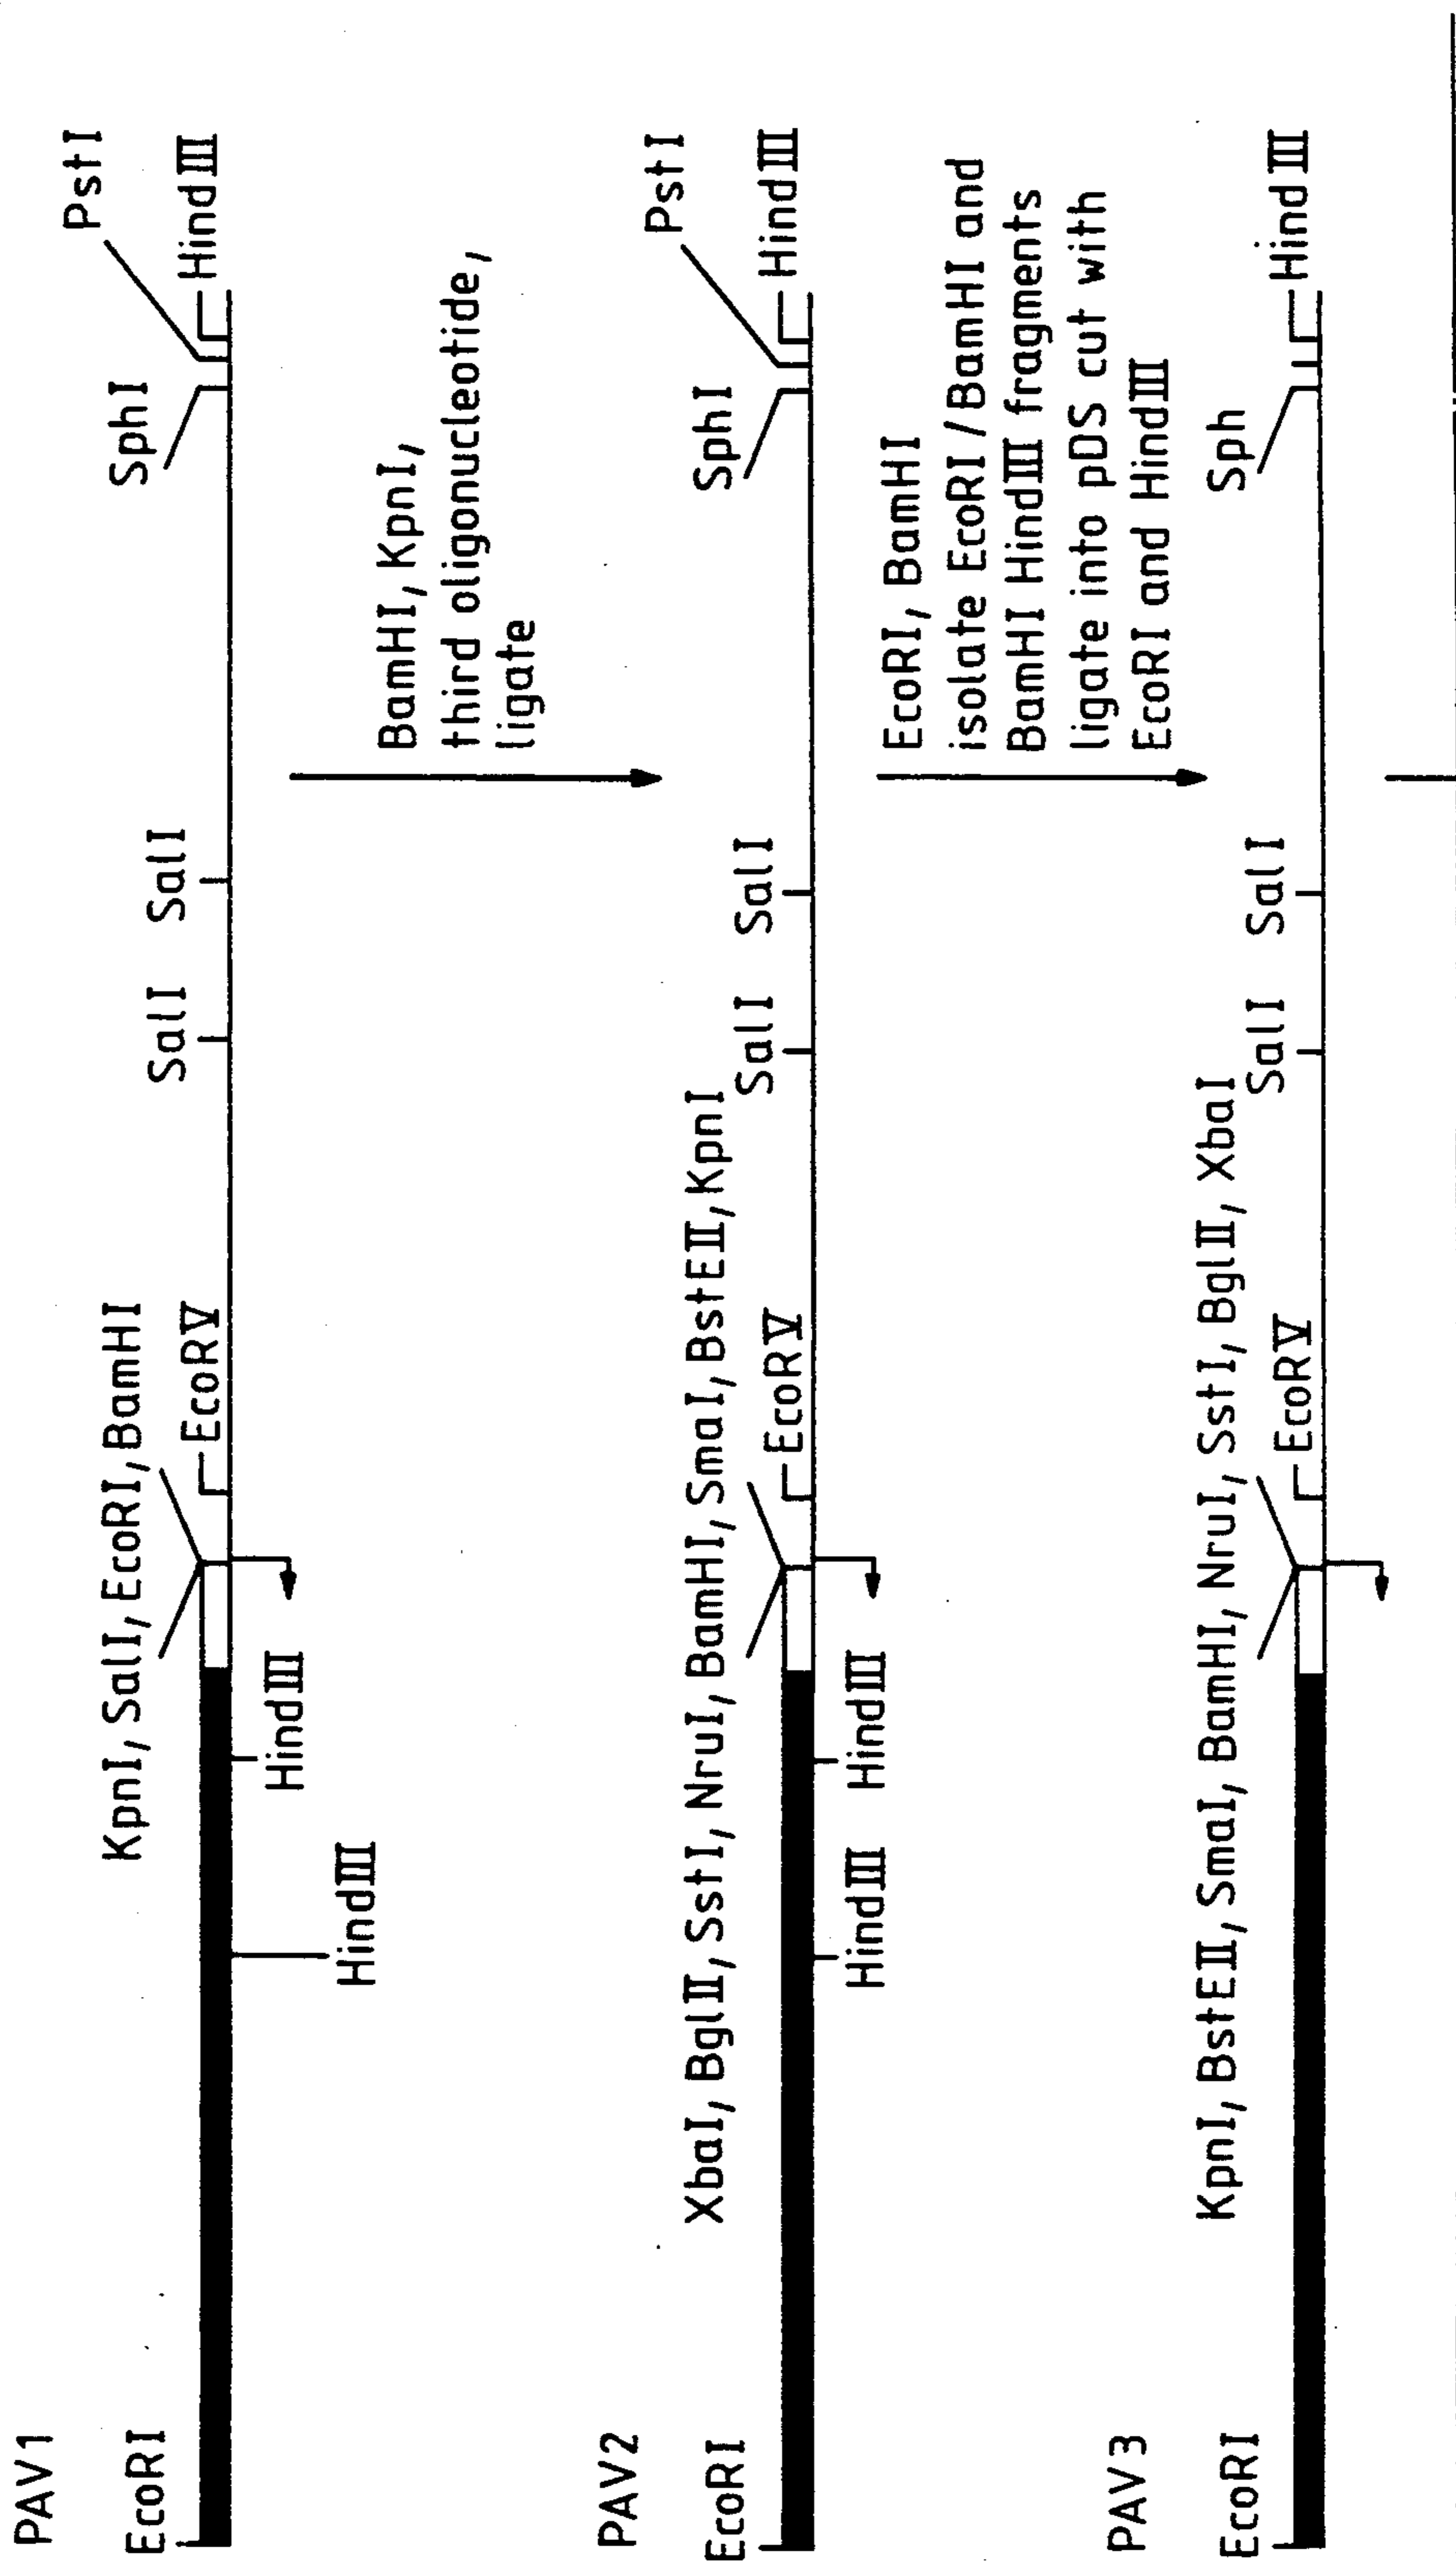 PAV1
EcoRI
KpnI, SalI, EcoRI, BamHI
EcoRV
HindIII
HindIII
SalI
SalI
SphI
PstI
HindIII
BamHI, KpnI,
third oligonucleotide,
ligate
PAV2
EcoRI
XbaI, BglII, SstI, NruI, BamHI, SmaI, BstEII, KpnI
EcoRV
HindIII
HindIII
SalI
SalI
SphI
PstI
HindIII
EcoRI, BamHI
isolate EcoRI/BamHI and
BamHI HindIII fragments
ligate into pDS cut with
EcoRI and HindIII
PAV3
EcoRI
KpnI, BstEII, SmaI, BamHI, NruI, SstI, BglII, XbaI
EcoRV
SalI
SalI
Sph
HindIII